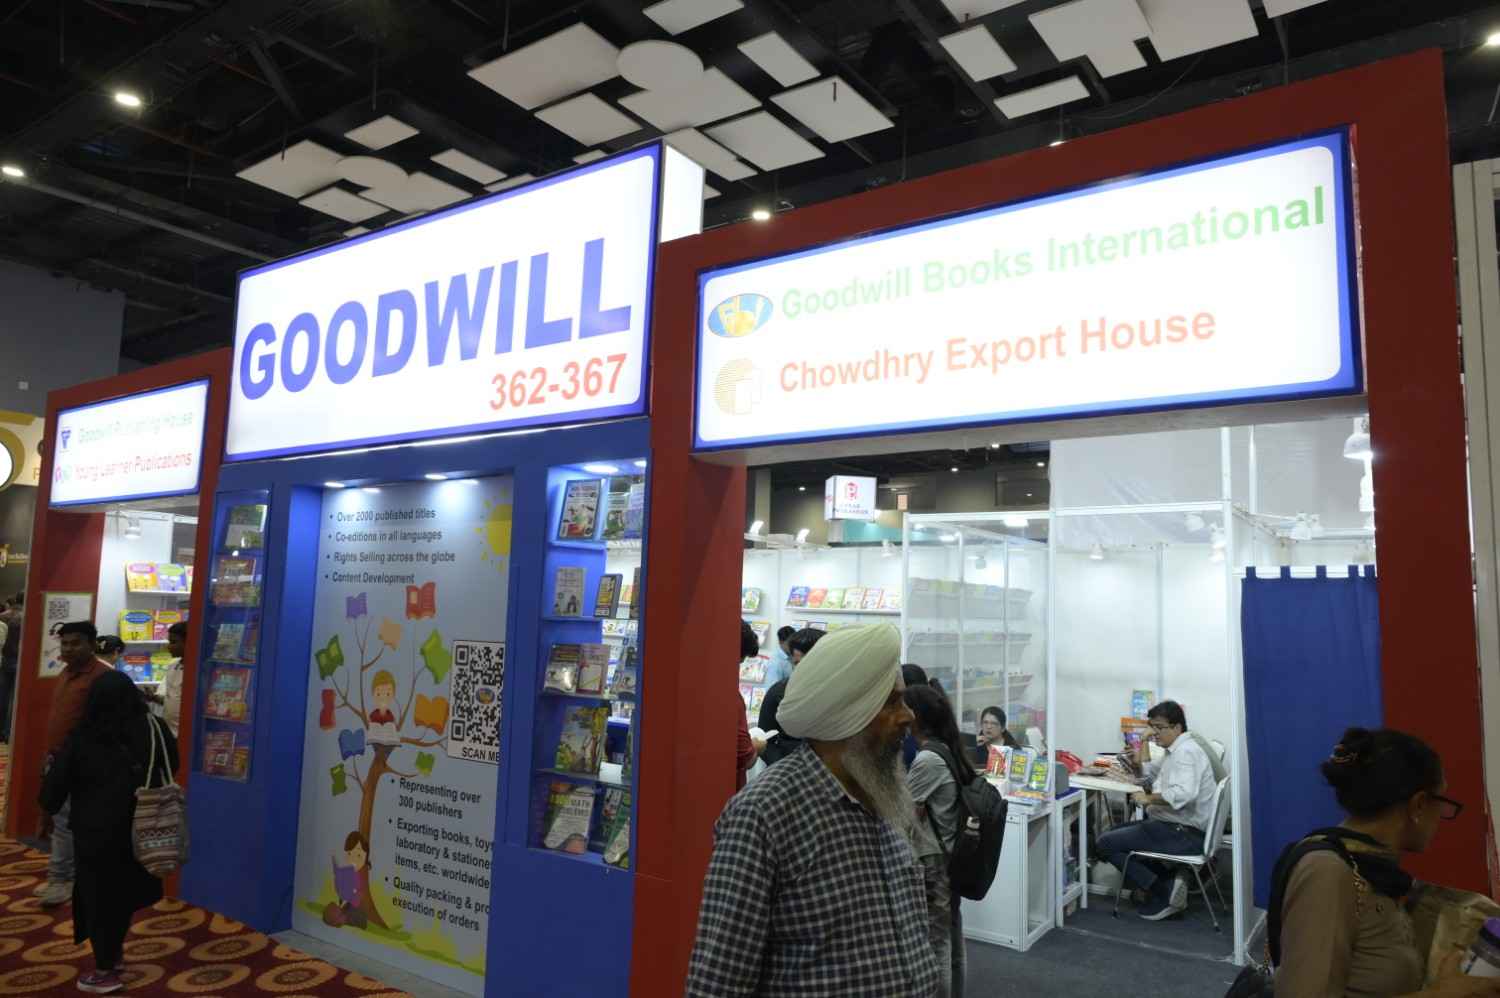 Goodwill Publishing House
Young Learner Publications
GOODWILL
362-367
Goodwill Books International
Chowdhry Export House
• Over 2000 published titles
• Co-editions in all languages
• Rights Selling across the globe
• Content Development
SCAN ME
• Representing over
300 publishers
• Exporting books, toys
laboratory &
items, etc. worldwide
• Quality packing &
execution of orders